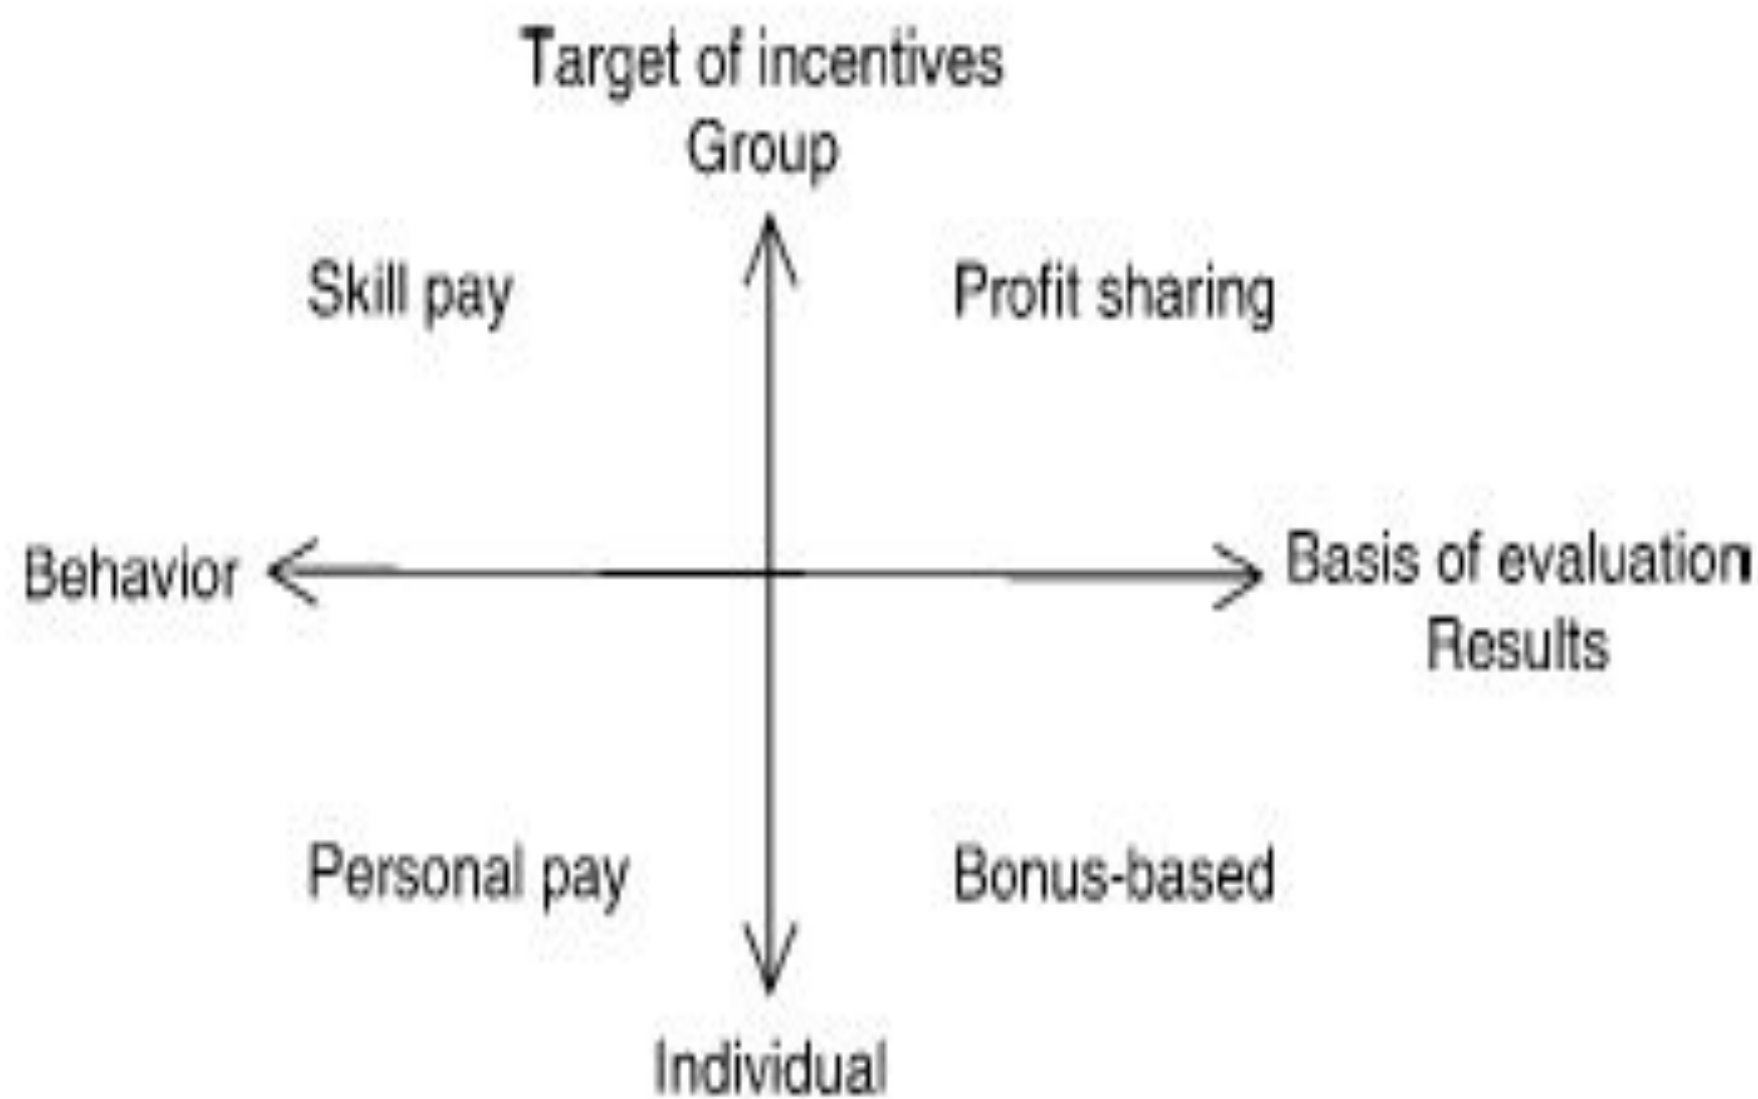 Target of incentives
Group
Skill pay
Profit sharing
Behavior
Basis of evaluation
Results
Personal pay
Bonus-based
Individual